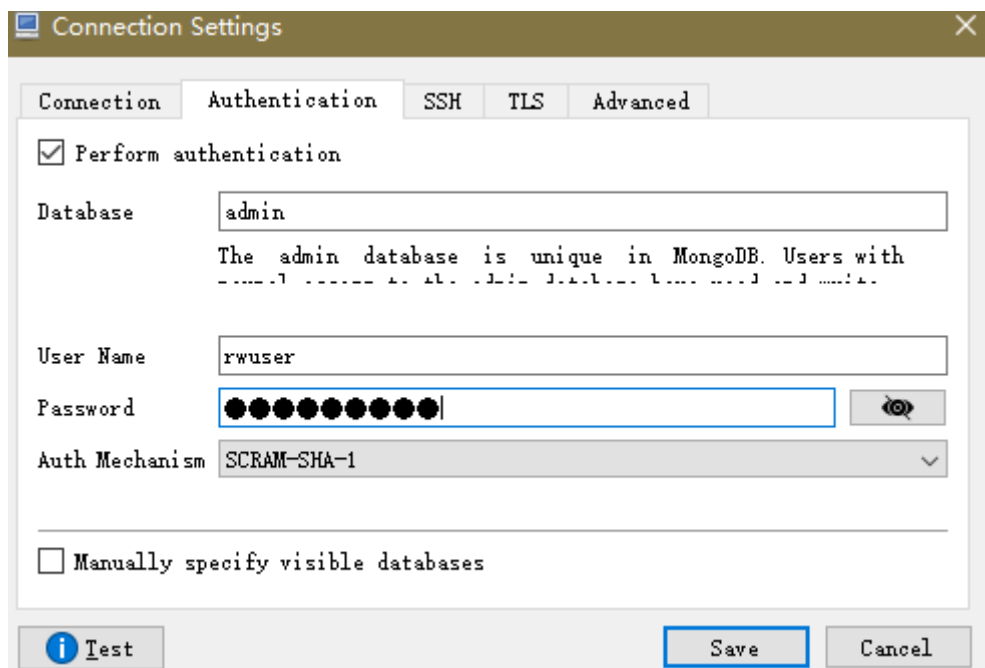 Connection Settings
Connection Authentication SSH TLS Advanced
Perform authentication
Database admin
The admin database is unique in MongoDB. Users with
User Name rwuser
Password
Auth Mechanism SCRAM-SHA-1
Manually specify visible databases
Test Save Cancel